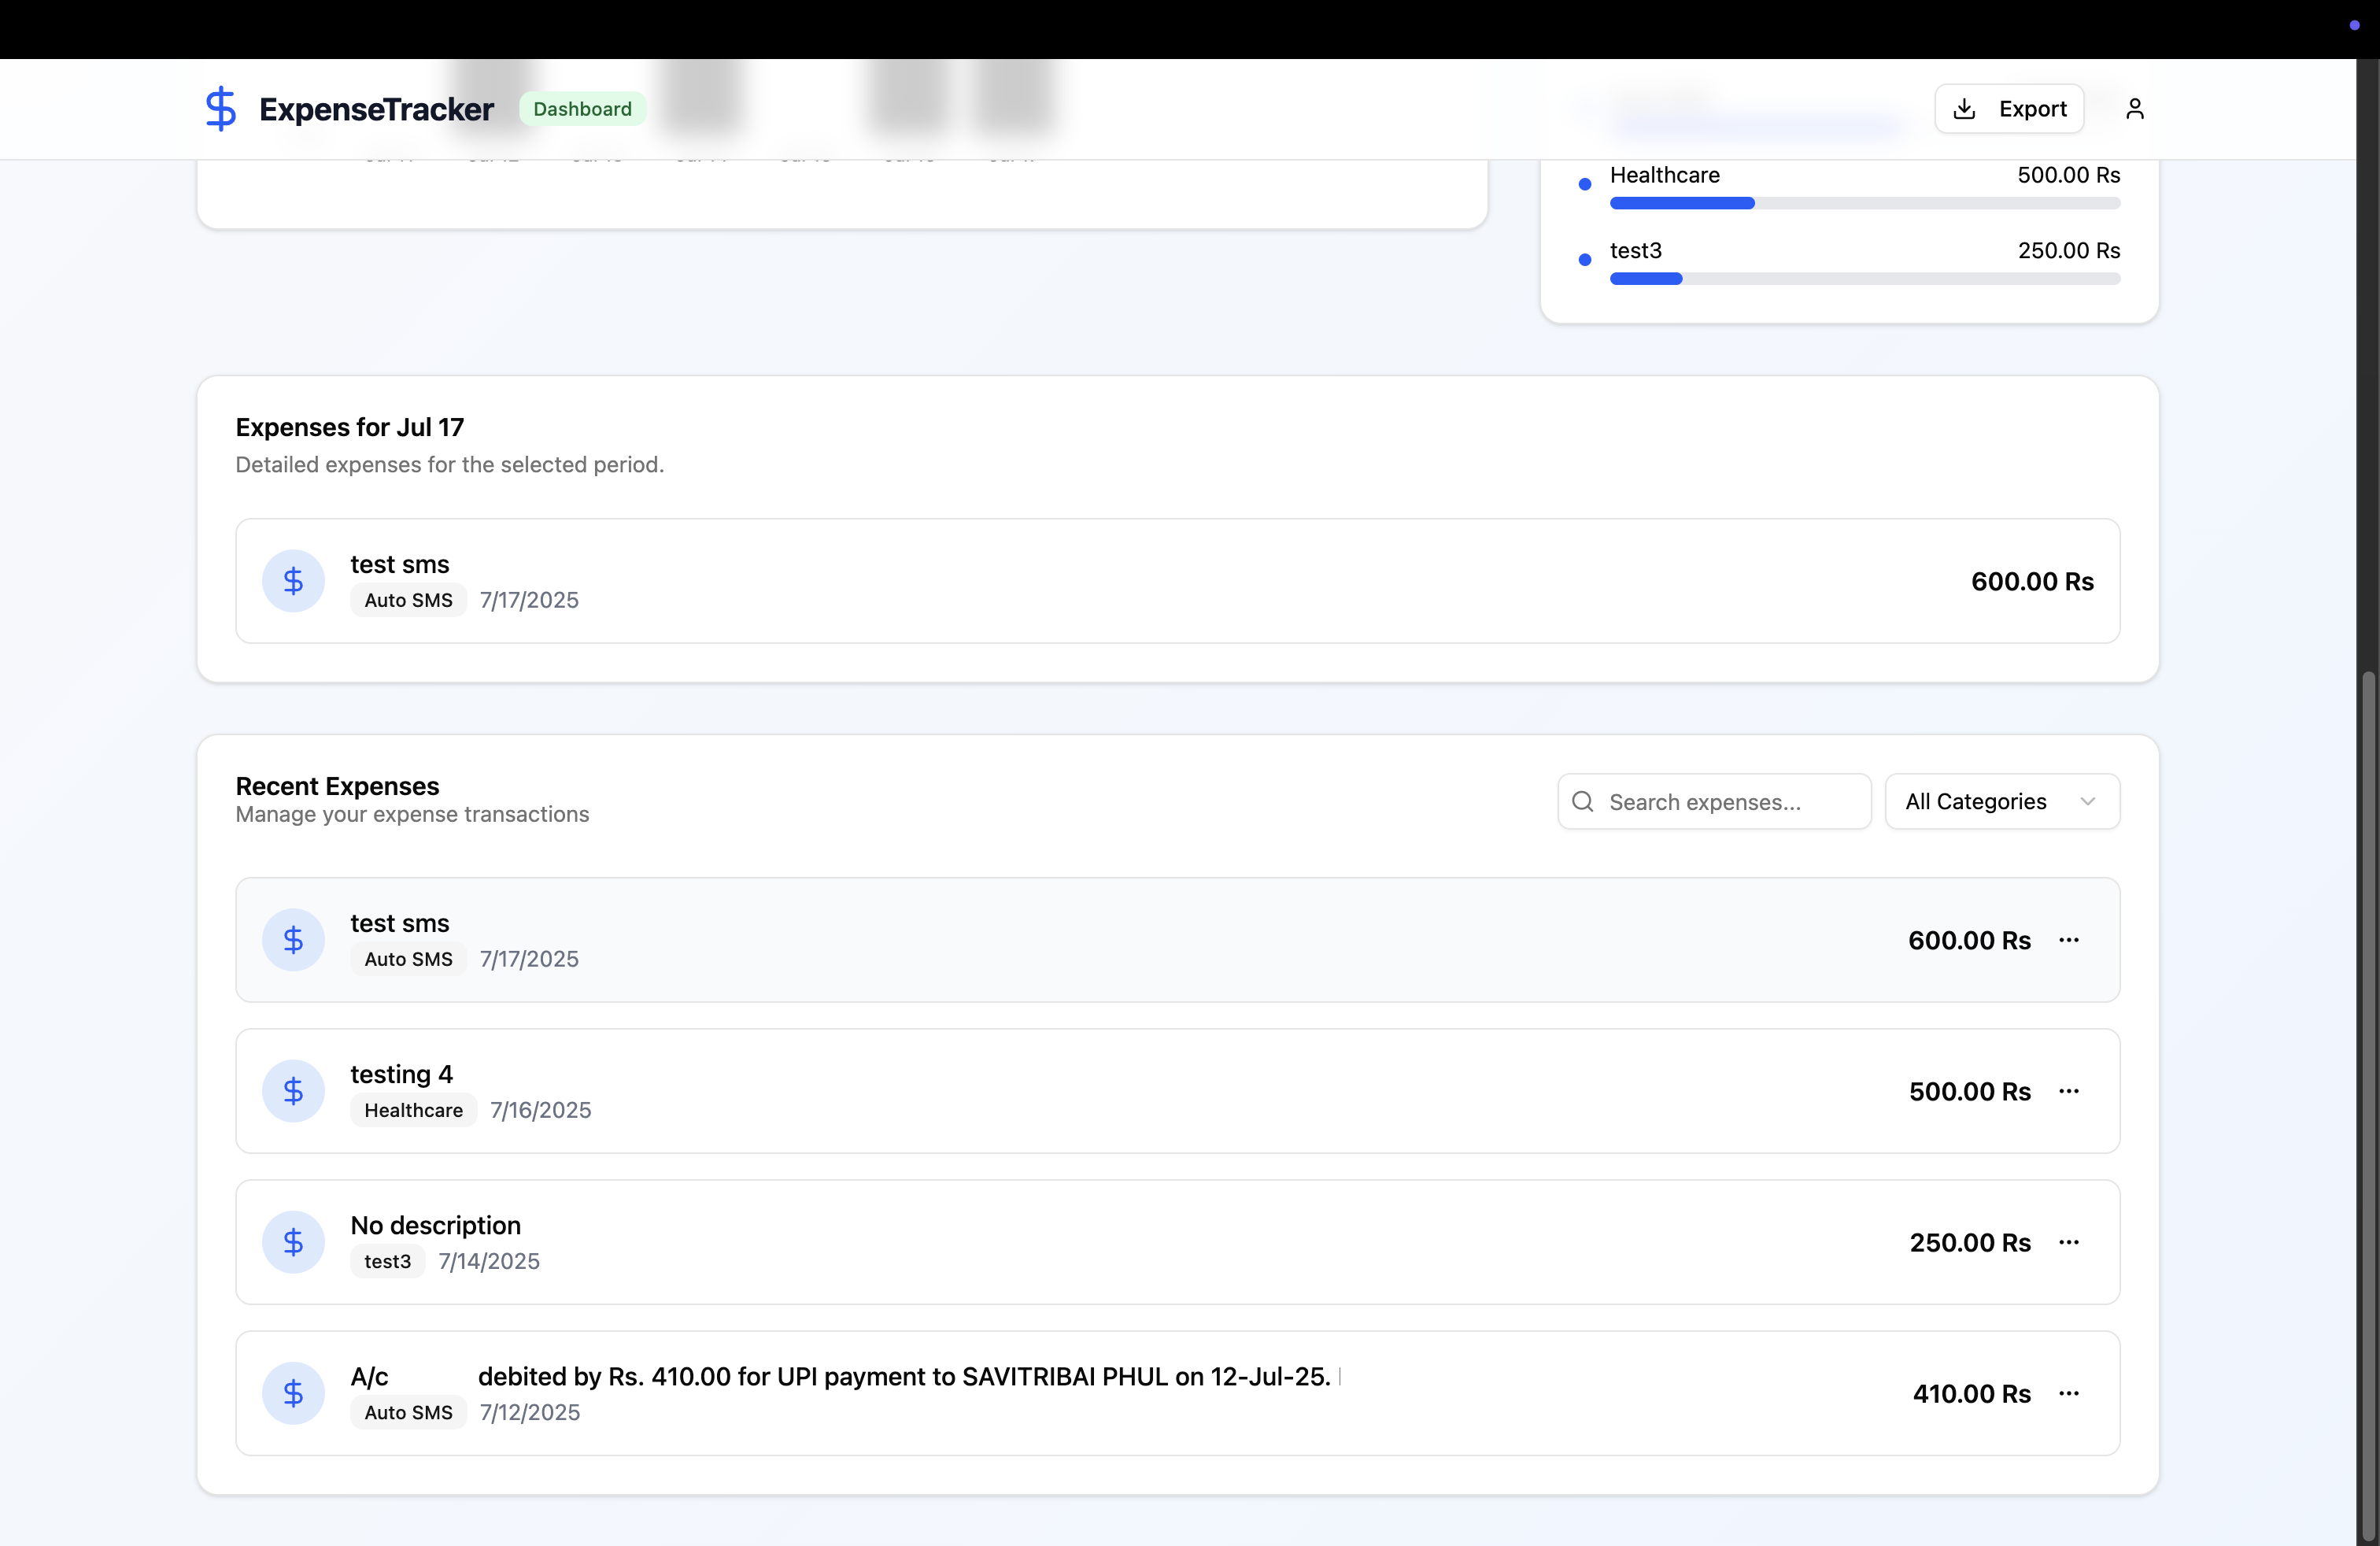 ExpenseTracker
Dashboard
Export
Healthcare
500.00 Rs
test3
250.00 Rs
Expenses for Jul 17
Detailed expenses for the selected period.
test sms
Auto SMS
7/17/2025
600.00 Rs
Recent Expenses
Manage your expense transactions
Search expenses...
All Categories
test sms
Auto SMS
7/17/2025
600.00 Rs
testing 4
Healthcare
7/16/2025
500.00 Rs
No description
test3
7/14/2025
250.00 Rs
A/c debited by Rs. 410.00 for UPI payment to SAVITRIBAI PHUL on 12-Jul-25.
Auto SMS
7/12/2025
410.00 Rs